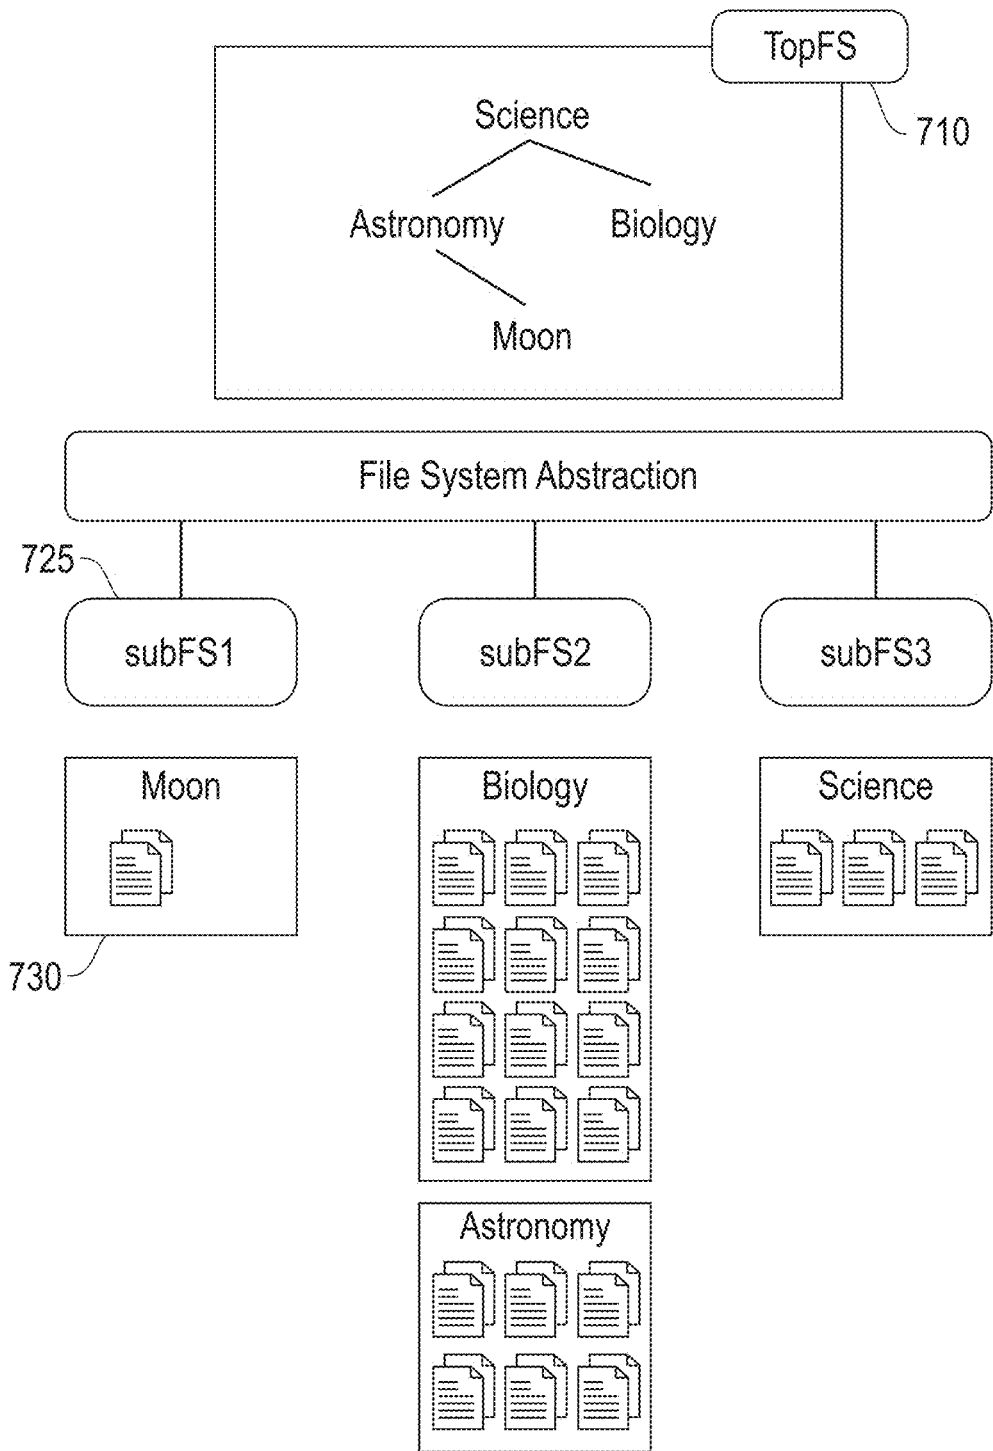 TopFS
710
Science
Astronomy
Biology
Moon
File System Abstraction
725
subFS1
subFS2
subFS3
Moon
Biology
Science
730
Astronomy